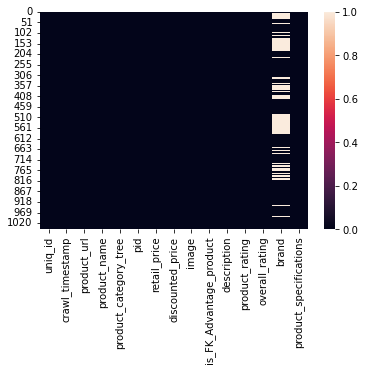 0
51
102
153
204
255
306
357
408
459
510
561
612
663
714
765
816
867
918
969
1020
1.0
0.8
0.6
0.4
0.2
0.0
uniq_id
crawl_timestamp
product_url
product_name
product_category_tree
pid
retail_price
discounted_price
image
is_FK_Advantage_product
description
product_rating
overall_rating
brand
product_specifications